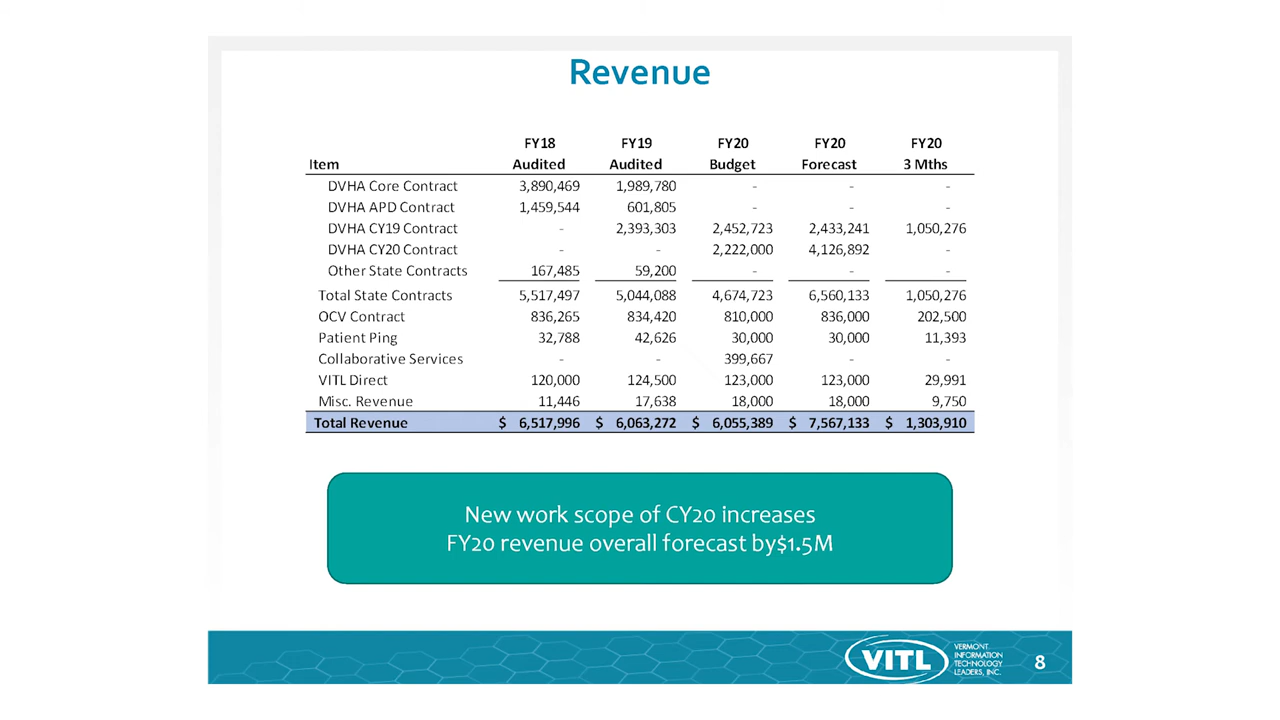 Revenue
FY18 FY19 FY20 FY20 FY20
Item Audited Audited Budget Forecast 3 Mths
DVHA Core Contract 3,890,469 1,989,780 - - -
DVHA APD Contract 1,459,544 601,805 - - -
DVHA CY19 Contract - 2,393,303 2,452,723 2,433,241 1,050,276
DVHA CY20 Contract - - 2,222,000 4,126,892 -
Other State Contracts 167,485 59,200 - - -
Total State Contracts 5,517,497 5,044,088 4,674,723 6,560,133 1,050,276
OCV Contract 836,265 834,420 810,000 836,000 202,500
Patient Ping 32,788 42,626 30,000 30,000 11,393
Collaborative Services - - 399,667 - -
VITL Direct 120,000 124,500 123,000 123,000 29,991
Misc. Revenue 11,446 17,638 18,000 18,000 9,750
Total Revenue $ 6,517,996 $ 6,063,272 $ 6,055,389 $ 7,567,133 $ 1,303,910
New work scope of CY20 increases
FY20 revenue overall forecast by$1.5M
VITL
VERMONT
INFORMATION
TECHNOLOGY
LEADERS, INC.
8